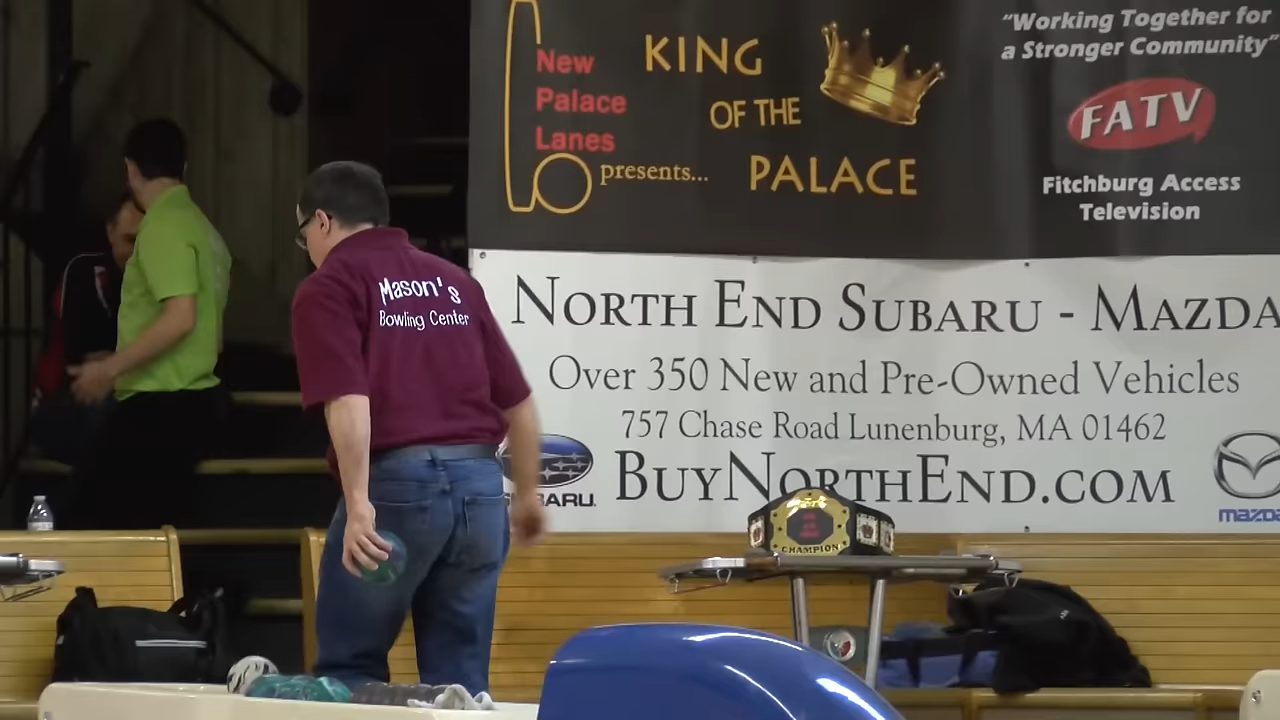 New
Palace
Lanes
presents...
KING
OF THE
PALACE
"Working Together for
a Stronger Community"
FATV
Fitchburg Access
Television
NORTH END SUBARU - MAZDA
Over 350 New and Pre-Owned Vehicles
757 Chase Road Lunenburg, MA 01462
BUYNORTHEND.COM
UBARU.
mazda
Mason's
Bowling Center
CHAMPION